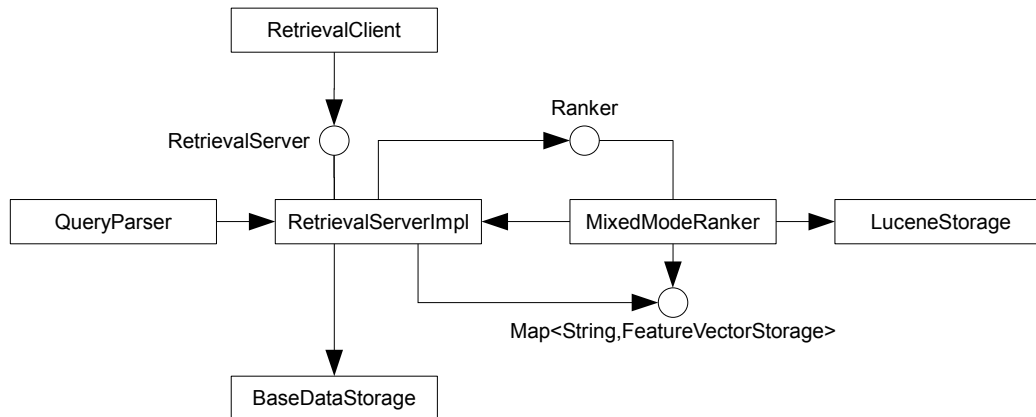 RetrievalClient
Ranker
RetrievalServer
QueryParser
RetrievalServerImpl
MixedModeRanker
LuceneStorage
Map<String,FeatureVectorStorage>
BaseDataStorage